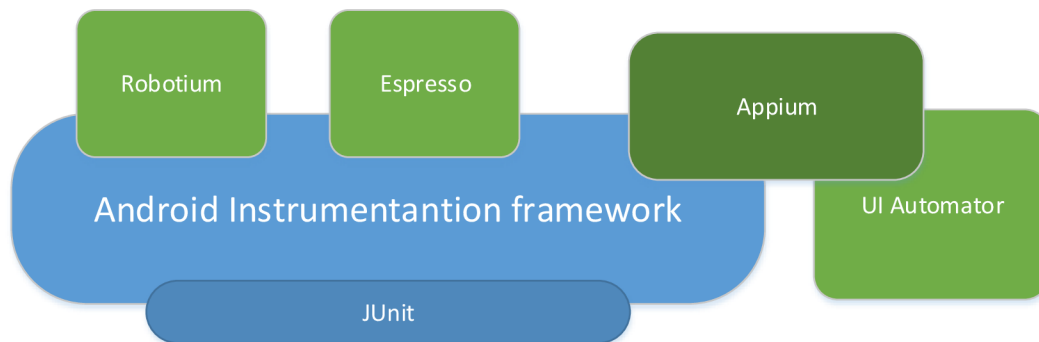 Robotium
Espresso
Appium
Android Instrumentantion framework
UI Automator
JUnit